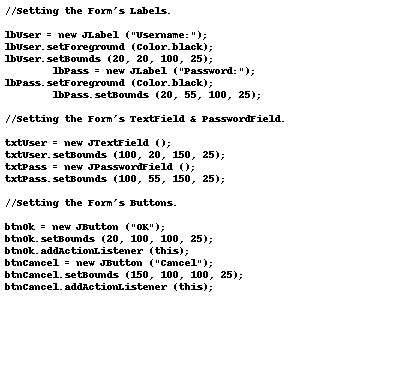 //Setting the Form's Labels.
lbUser = new JLabel ("Username:");
lbUser.setForeground (Color.black);
lbUser.setBounds (20, 20, 100, 25);
lbPass = new JLabel ("Password:");
lbPass.setForeground (Color.black);
lbPass.setBounds (20, 55, 100, 25);
//Setting the Form's TextField & PasswordField.
txtUser = new JTextField ();
txtUser.setBounds (100, 20, 150, 25);
txtPass = new JPasswordField ();
txtPass.setBounds (100, 55, 150, 25);
//Setting the Form's Buttons.
btnOk = new JButton ("OK");
btnOk.setBounds (20, 100, 100, 25);
btnOk.addActionListener (this);
btnCancel = new JButton ("Cancel");
btnCancel.setBounds (150, 100, 100, 25);
btnCancel.addActionListener (this);